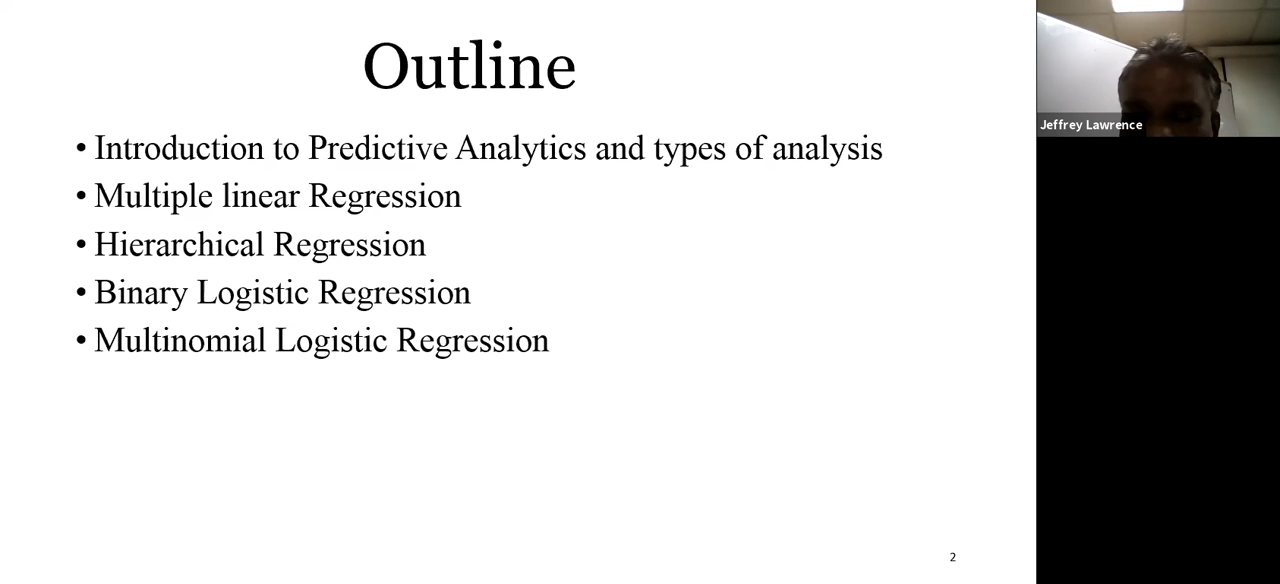 Outline
• Introduction to Predictive Analytics and types of analysis
• Multiple linear Regression
• Hierarchical Regression
• Binary Logistic Regression
• Multinomial Logistic Regression
2
Jeffrey Lawrence